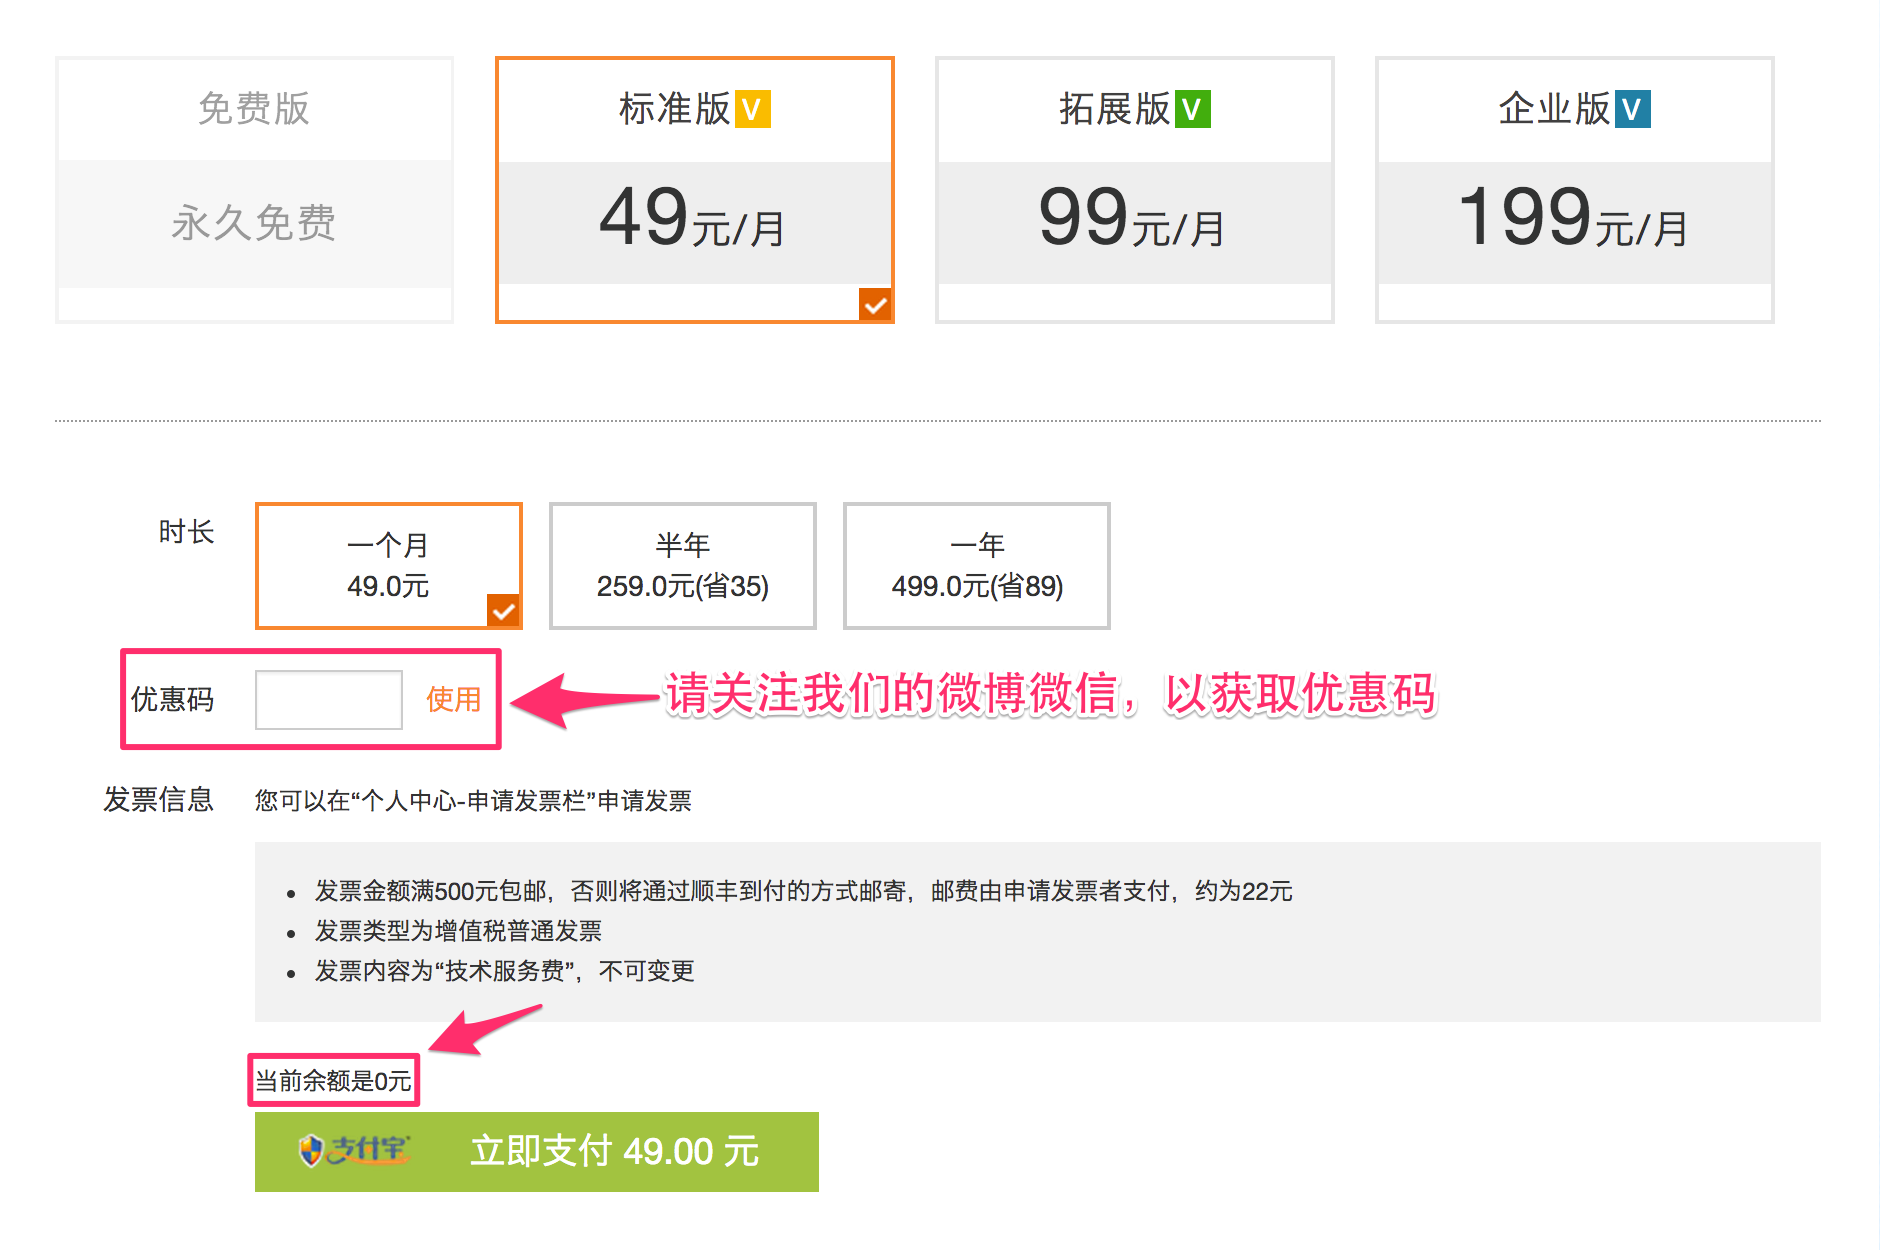 免费版
永久免费
标准版 V
49元/月
拓展版 V
99元/月
企业版 V
199元/月
时长
一个月
49.0元
半年
259.0元(省35)
一年
499.0元(省89)
优惠码 使用
请关注我们的微博微信，以获取优惠码
发票信息 您可以在“个人中心-申请发票栏”申请发票
• 发票金额满500元包邮，否则将通过顺丰到付的方式邮寄，邮费由申请发票者支付，约为22元
• 发票类型为增值税普通发票
• 发票内容为“技术服务费”，不可变更
当前余额是0元
支付宝 立即支付 49.00 元